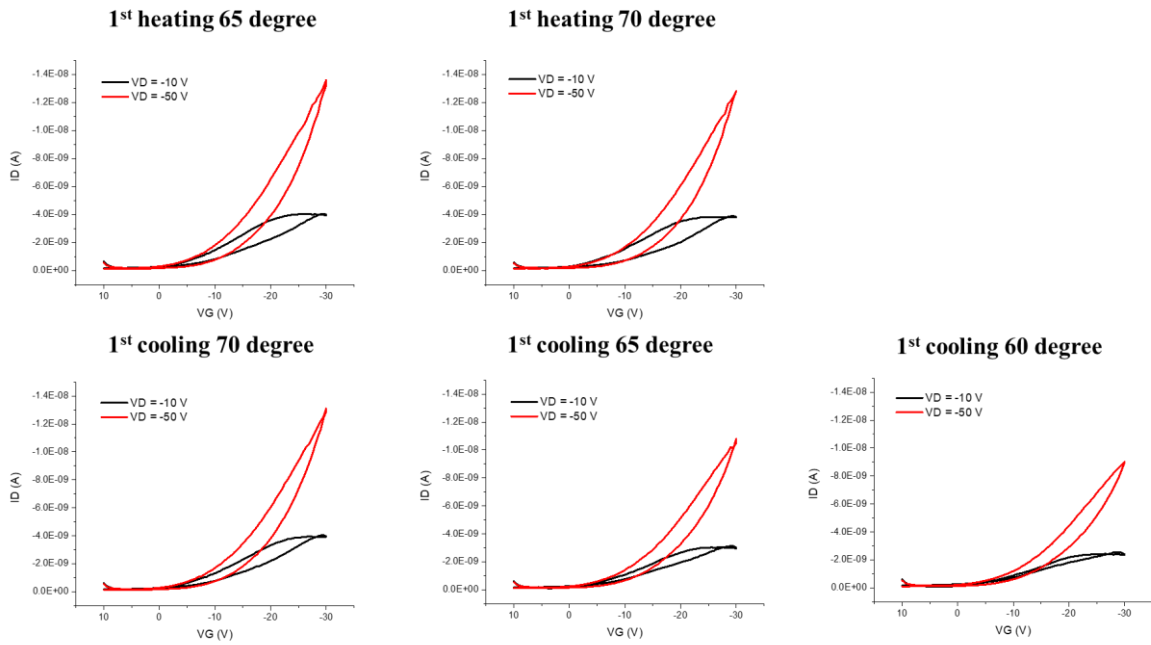 1st heating 65 degree
1st heating 70 degree
VD = -10 V
VD = -50 V
-1.4E-08
-1.2E-08
-1.0E-08
-8.0E-09
-6.0E-09
-4.0E-09
-2.0E-09
0.0E+00
ID (A)
10 0 -10 -20 -30
VG (V)
VD = -10 V
VD = -50 V
-1.4E-08
-1.2E-08
-1.0E-08
-8.0E-09
-6.0E-09
-4.0E-09
-2.0E-09
0.0E+00
ID (A)
10 0 -10 -20 -30
VG (V)
1st cooling 70 degree
1st cooling 65 degree
1st cooling 60 degree
VD = -10 V
VD = -50 V
-1.4E-08
-1.2E-08
-1.0E-08
-8.0E-09
-6.0E-09
-4.0E-09
-2.0E-09
0.0E+00
ID (A)
10 0 -10 -20 -30
VG (V)
VD = -10 V
VD = -50 V
-1.4E-08
-1.2E-08
-1.0E-08
-8.0E-09
-6.0E-09
-4.0E-09
-2.0E-09
0.0E+00
ID (A)
10 0 -10 -20 -30
VG (V)
VD = -10 V
VD = -50 V
-1.4E-08
-1.2E-08
-1.0E-08
-8.0E-09
-6.0E-09
-4.0E-09
-2.0E-09
0.0E+00
ID (A)
10 0 -10 -20 -30
VG (V)